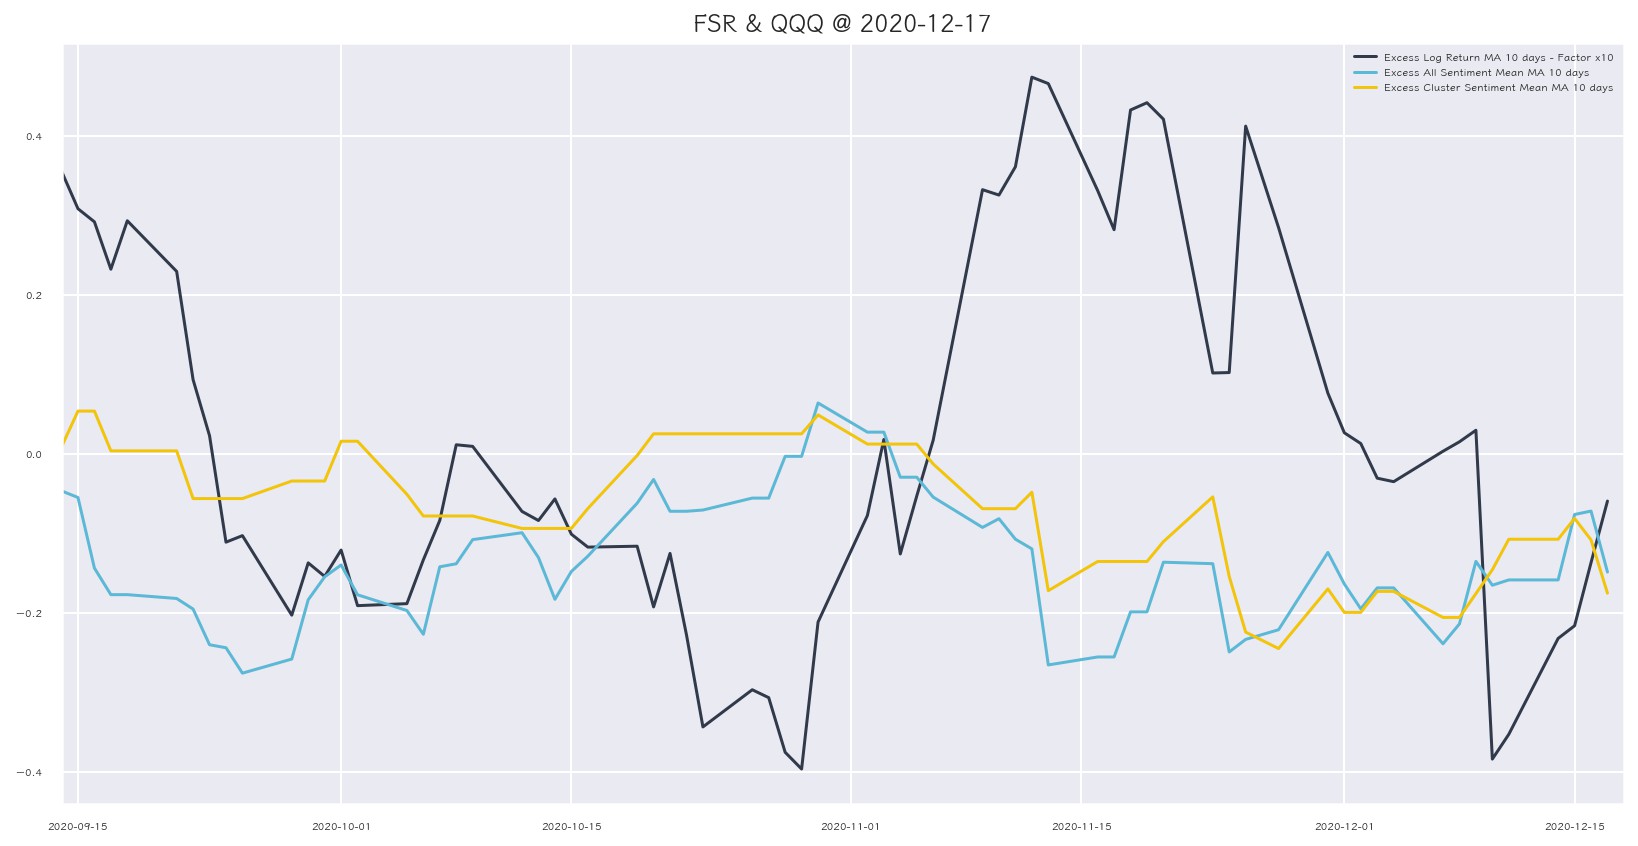 FSR & QQQ @ 2020-12-17
Excess Log Return MA 10 days - Factor x10
Excess All Sentiment Mean MA 10 days
Excess Cluster Sentiment Mean MA 10 days
0.4
0.2
0.0
−0.2
−0.4
2020-09-15 2020-10-01 2020-10-15 2020-11-01 2020-11-15 2020-12-01 2020-12-15